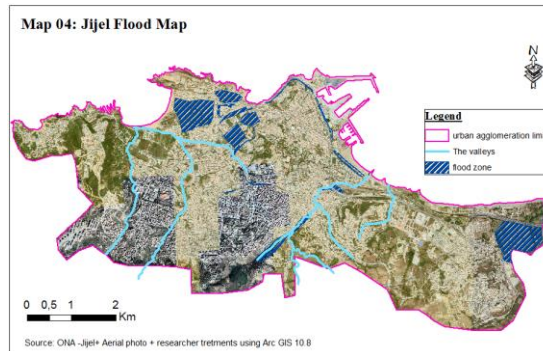 Map 04: Jijel Flood Map
N
Legend
urban agglomeration lim
The valleys
flood zone
0 0,5 1 2
Km
Source: ONA -Jijel+ Aerial photo + researcher tretments using Arc GIS 10.8